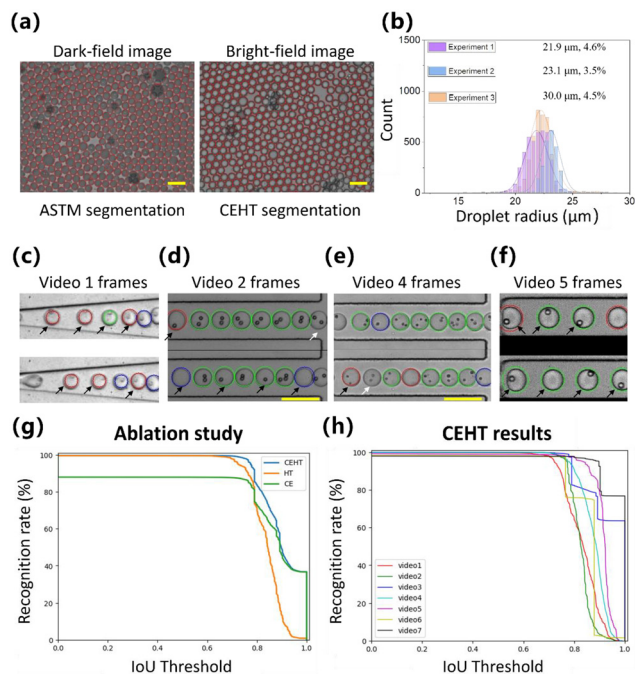 (a)
Dark-field image
Bright-field image
ASTM segmentation
CEHT segmentation
(b)
1500
1000
500
0
Count
Experiment 1
21.9 μm, 4.6%
Experiment 2
23.1 μm, 3.5%
Experiment 3
30.0 μm, 4.5%
10 15 20 25 30
Droplet radius (μm)
(c)
Video 1 frames
(d)
Video 2 frames
(e)
Video 4 frames
(f)
Video 5 frames
(g)
Ablation study
Recognition rate (%)
100
80
60
40
20
0
CEHT
HT
CE
0.0 0.2 0.4 0.6 0.8 1.0
IoU Threshold
(h)
CEHT results
Recognition rate (%)
100
80
60
40
20
0
video1
video2
video3
video4
video5
video6
video7
0.0 0.2 0.4 0.6 0.8 1.0
IoU Threshold